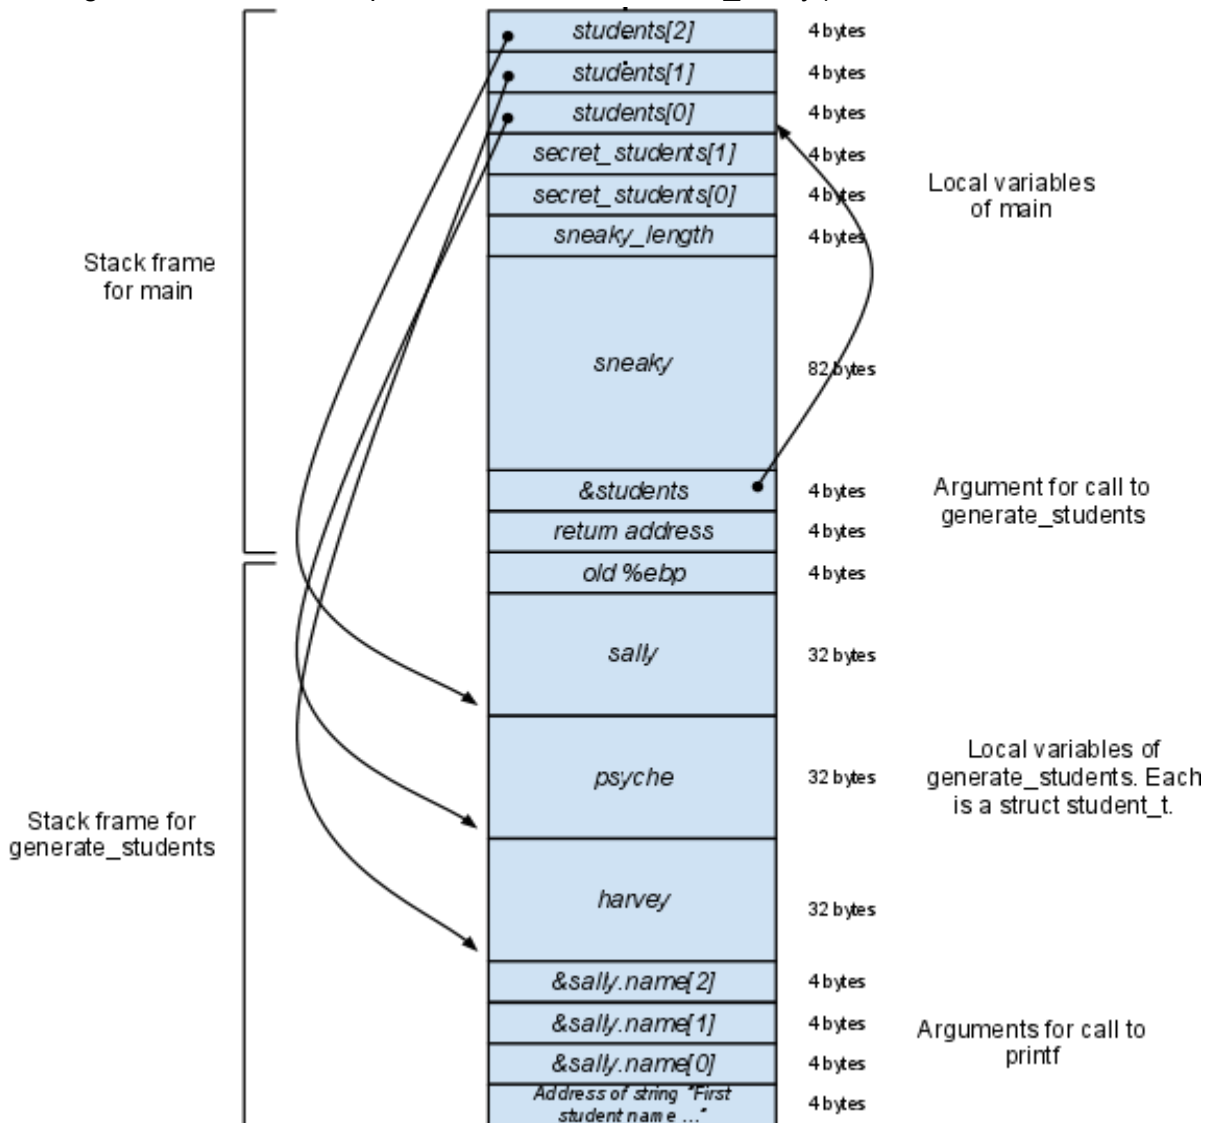 students[2]
4 bytes
students[1]
4 bytes
students[0]
4 bytes
secret_students[1]
4 bytes
secret_students[0]
4 bytes
Local variables
of main
sneaky_length
4 bytes
Stack frame
for main
sneaky
82 bytes
&students
4 bytes
Argument for call to
generate_students
return address
4 bytes
old %ebp
4 bytes
sally
32 bytes
psyche
32 bytes
Local variables of
generate_students. Each
is a struct student_t.
Stack frame for
generate_students
harvey
32 bytes
&sally.name[2]
4 bytes
&sally.name[1]
4 bytes
Arguments for call to
printf
&sally.name[0]
4 bytes
Address of string "First
student name ..."
4 bytes